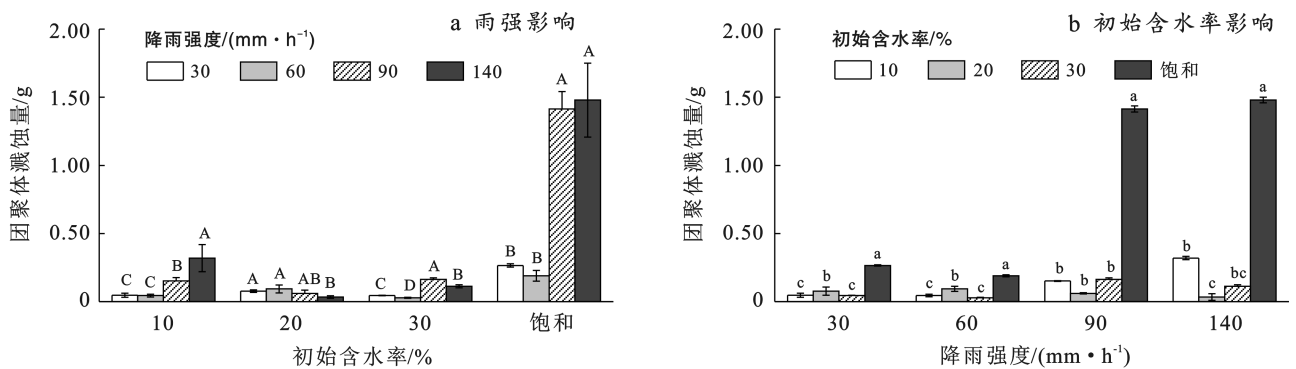 a 雨强影响
降雨强度/(mm·h⁻¹)
30 60 90 140
2.00
1.50
1.00
0.50
0
团聚体溅蚀量/g
C C B A
A A AB B
C D A B
B B A A
10 20 30 饱和
初始含水率/%
b 初始含水率影响
初始含水率/%
10 20 30 饱和
2.00
1.50
1.00
0.50
0
团聚体溅蚀量/g
c b c a
c b c a
b b b a
b c bc a
30 60 90 140
降雨强度/(mm·h⁻¹)